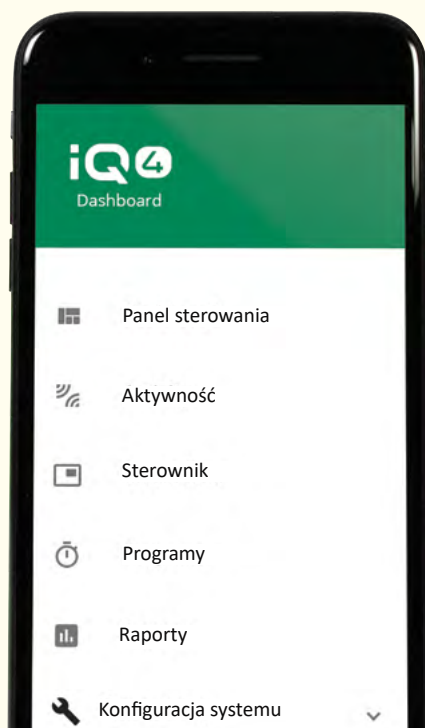 iQ4
Dashboard
Panel sterowania
Aktywność
Sterownik
Programy
Raporty
Konfiguracja systemu